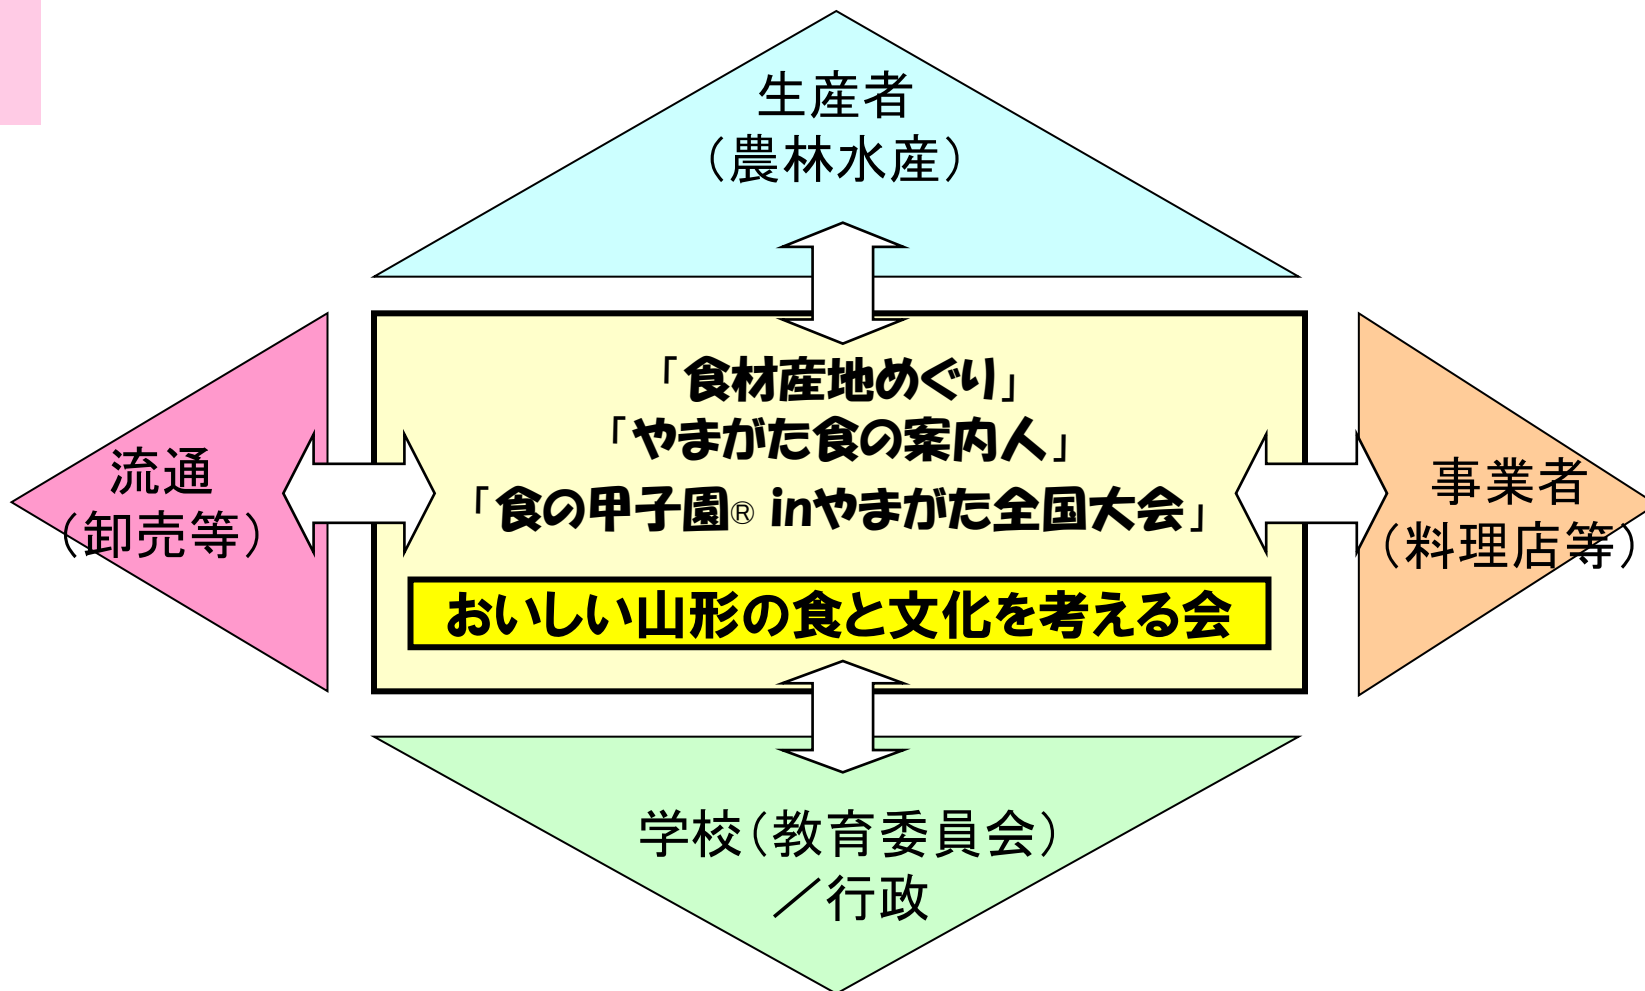 生産者
（農林水産）
「食材産地めぐり」
「やまがた食の案内人」
「食の甲子園® inやまがた全国大会」
おいしい山形の食と文化を考える会
流通
（卸売等）
事業者
（料理店等）
学校（教育委員会）
／行政